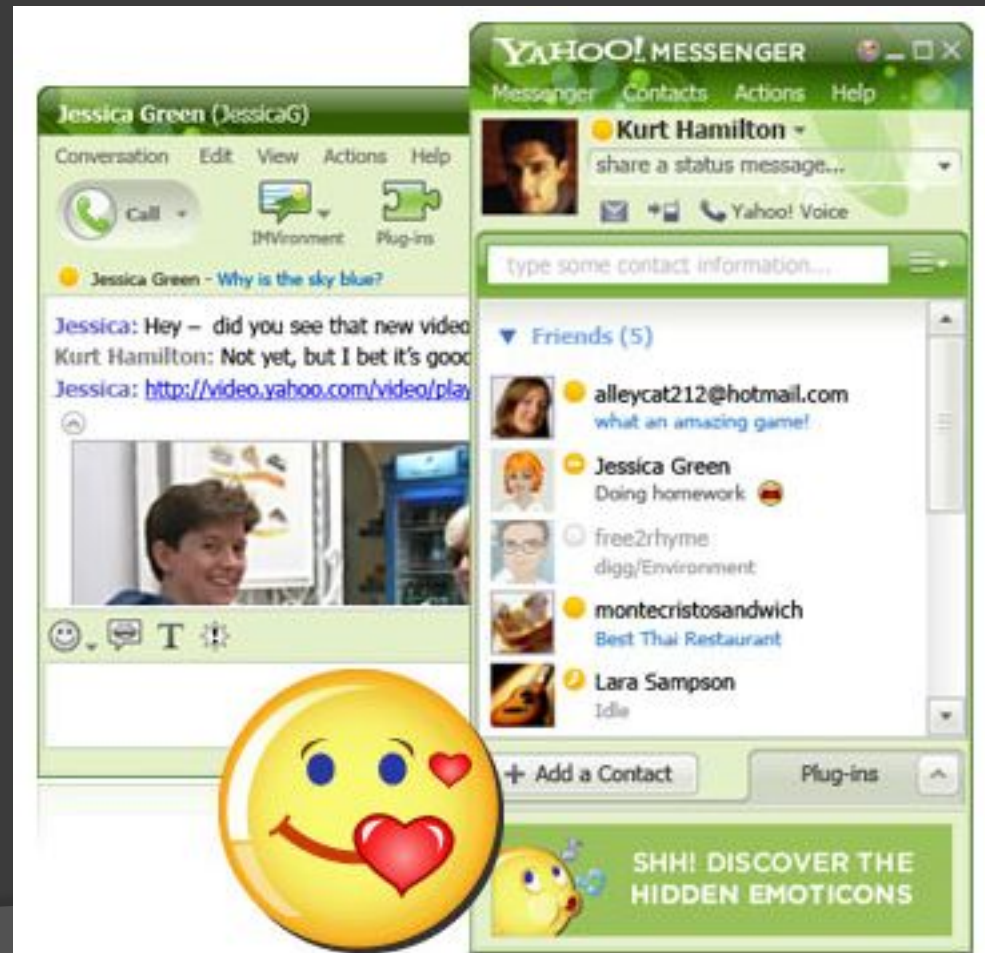 Jessica Green (JessicaG)
Conversation Edit View Actions Help
Call
IMVironment Plug-ins
Jessica Green - Why is the sky blue?
Jessica: Hey – did you see that new video
Kurt Hamilton: Not yet, but I bet it's good
Jessica: http://video.yahoo.com/video/play
T
YAHOO! MESSENGER
Messenger Contacts Actions Help
Kurt Hamilton
share a status message...
Yahoo! Voice
type some contact information...
Friends (5)
alleycat212@hotmail.com
what an amazing game!
Jessica Green
Doing homework
free2rhyme
digg/Environment
montecristosandwich
Best Thai Restaurant
Lara Sampson
Idle
+ Add a Contact
Plug-ins
SHH! DISCOVER THE
HIDDEN EMOTICONS